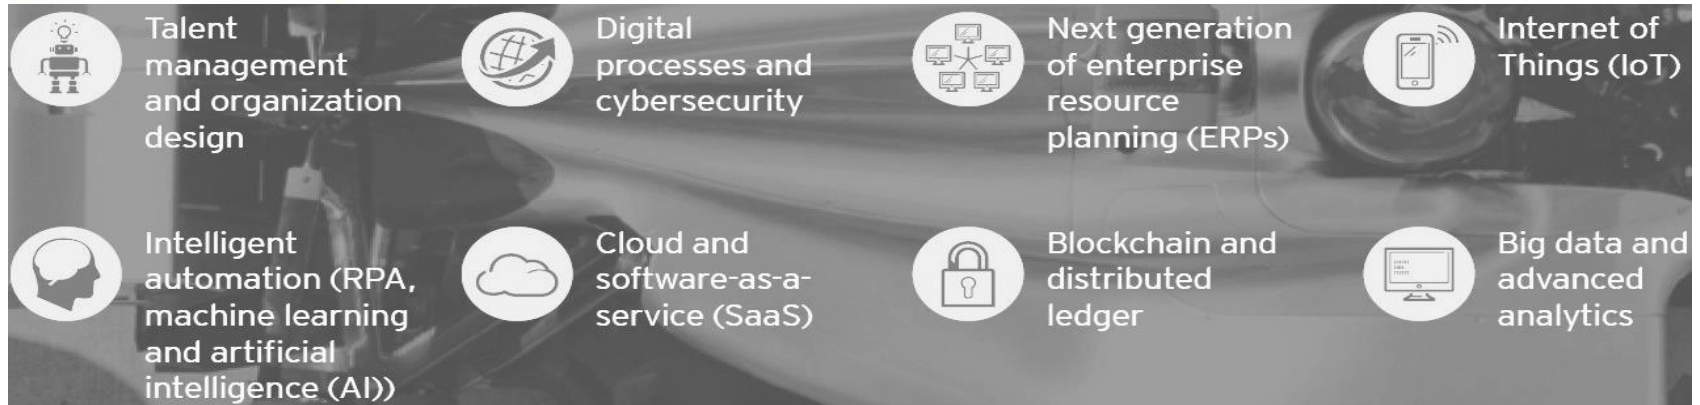 Talent
management
and organization
design
Digital
processes and
cybersecurity
Next generation
of enterprise
resource
planning (ERPs)
Internet of
Things (IoT)
Intelligent
automation (RPA,
machine learning
and artificial
intelligence (AI))
Cloud and
software-as-a-
service (SaaS)
Blockchain and
distributed
ledger
Big data and
advanced
analytics